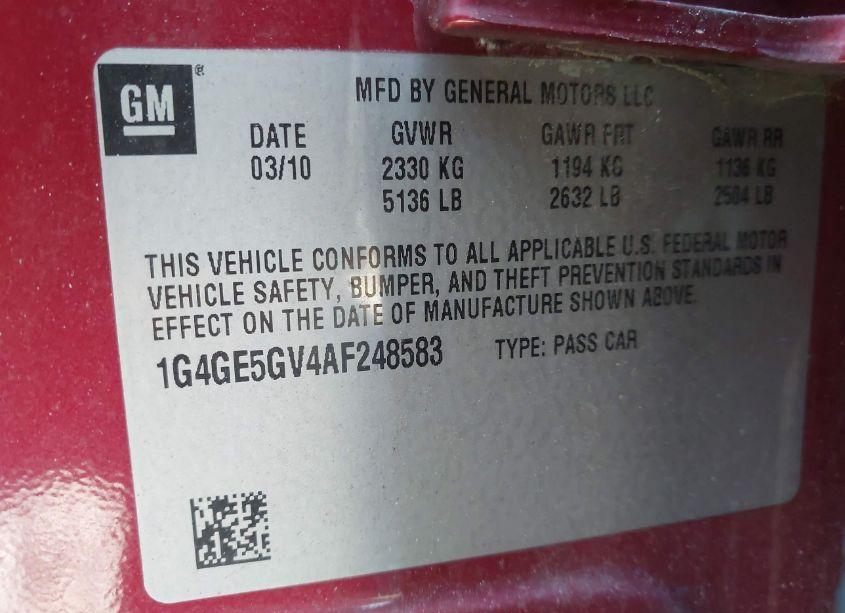 GM ®
MFD BY GENERAL MOTORS LLC
DATE GVWR GAWR FRT GAWR RR
03/10 2330 KG 1194 KG 1136 KG
5136 LB 2632 LB 2504 LB
THIS VEHICLE CONFORMS TO ALL APPLICABLE U.S. FEDERAL MOTOR
VEHICLE SAFETY, BUMPER, AND THEFT PREVENTION STANDARDS IN
EFFECT ON THE DATE OF MANUFACTURE SHOWN ABOVE.
1G4GE5GV4AF248583 TYPE: PASS CAR